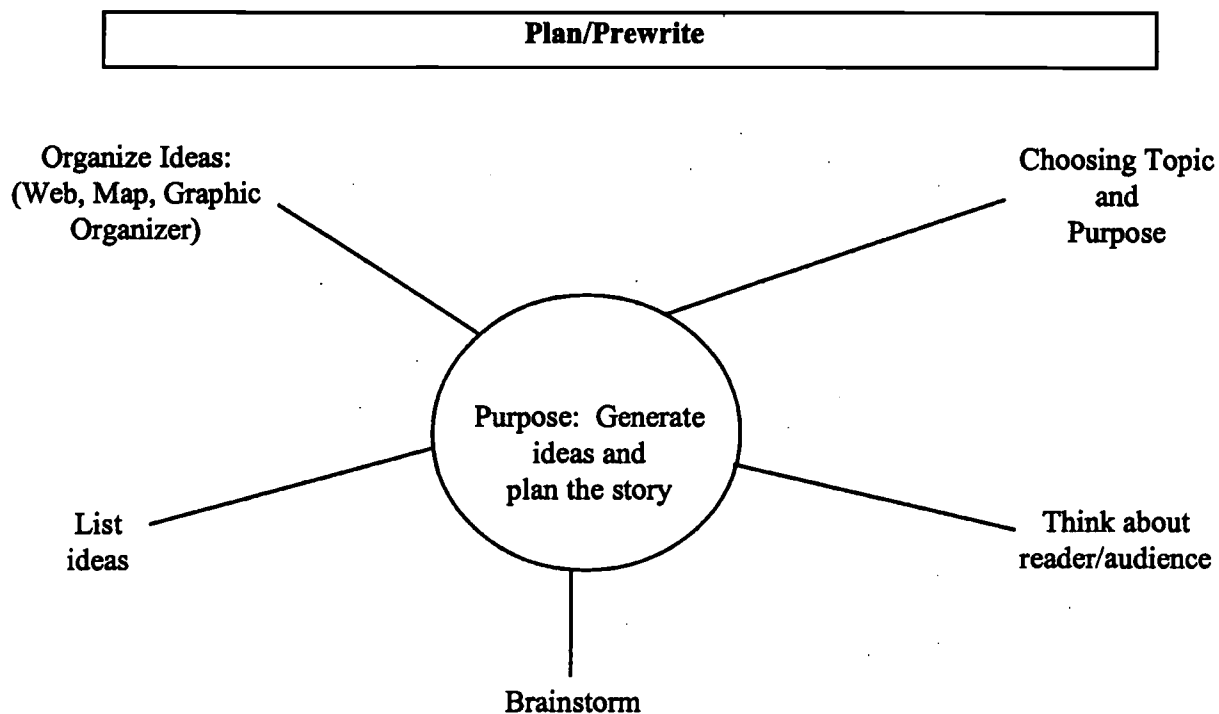 Plan/Prewrite
Organize Ideas:
(Web, Map, Graphic
Organizer)
Choosing Topic
and
Purpose
Purpose: Generate
ideas and
plan the story
List
ideas
Think about
reader/audience
Brainstorm